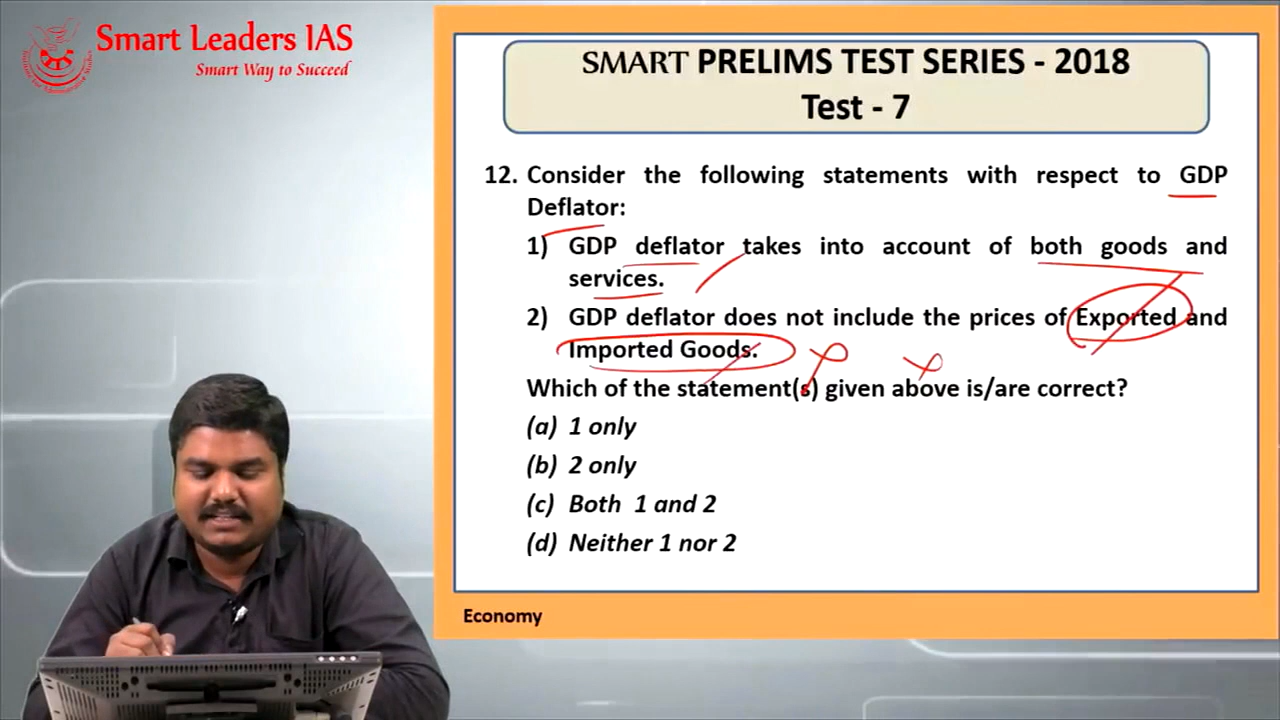 Smart Leaders IAS
Smart Way to Succeed
SMART PRELIMS TEST SERIES - 2018
Test - 7
12. Consider the following statements with respect to GDP
Deflator:
1) GDP deflator takes into account of both goods and
services.
2) GDP deflator does not include the prices of Exported and
Imported Goods.
Which of the statement(s) given above is/are correct?
(a) 1 only
(b) 2 only
(c) Both 1 and 2
(d) Neither 1 nor 2
Economy